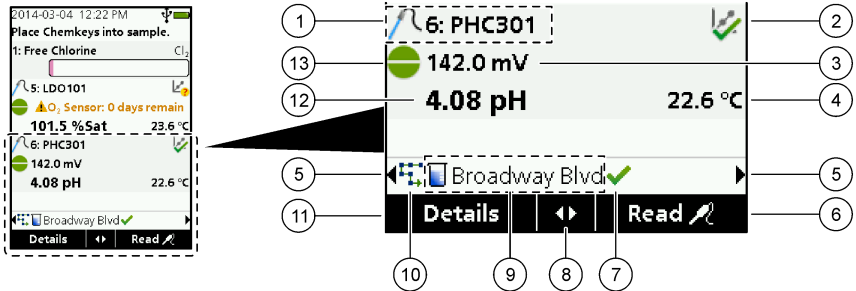 2014-03-04 12:22 PM
Place Chemkeys into sample.
1: Free Chlorine Cl2
5: LDO101
?
O2 Sensor: 0 days remain
101.5 %Sat 23.6 °C
6: PHC301
142.0 mV
4.08 pH 22.6 °C
Broadway Blvd
Details Read
1 6: PHC301 2
13 142.0 mV 3
12 4.08 pH 22.6 °C 4
5 Broadway Blvd 5
11 Details Read 6
10 9 8 7